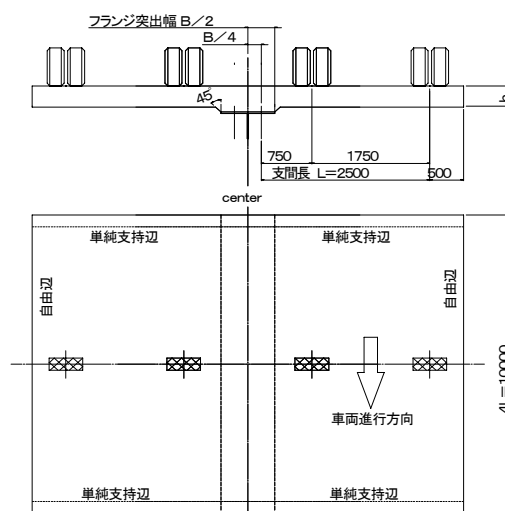 フランジ突出幅 B／2
B／4
45°
h
750
1750
支間長 L=2500
500
center
単純支持辺
単純支持辺
自由辺
自由辺
4L=10000
車両進行方向
単純支持辺
単純支持辺